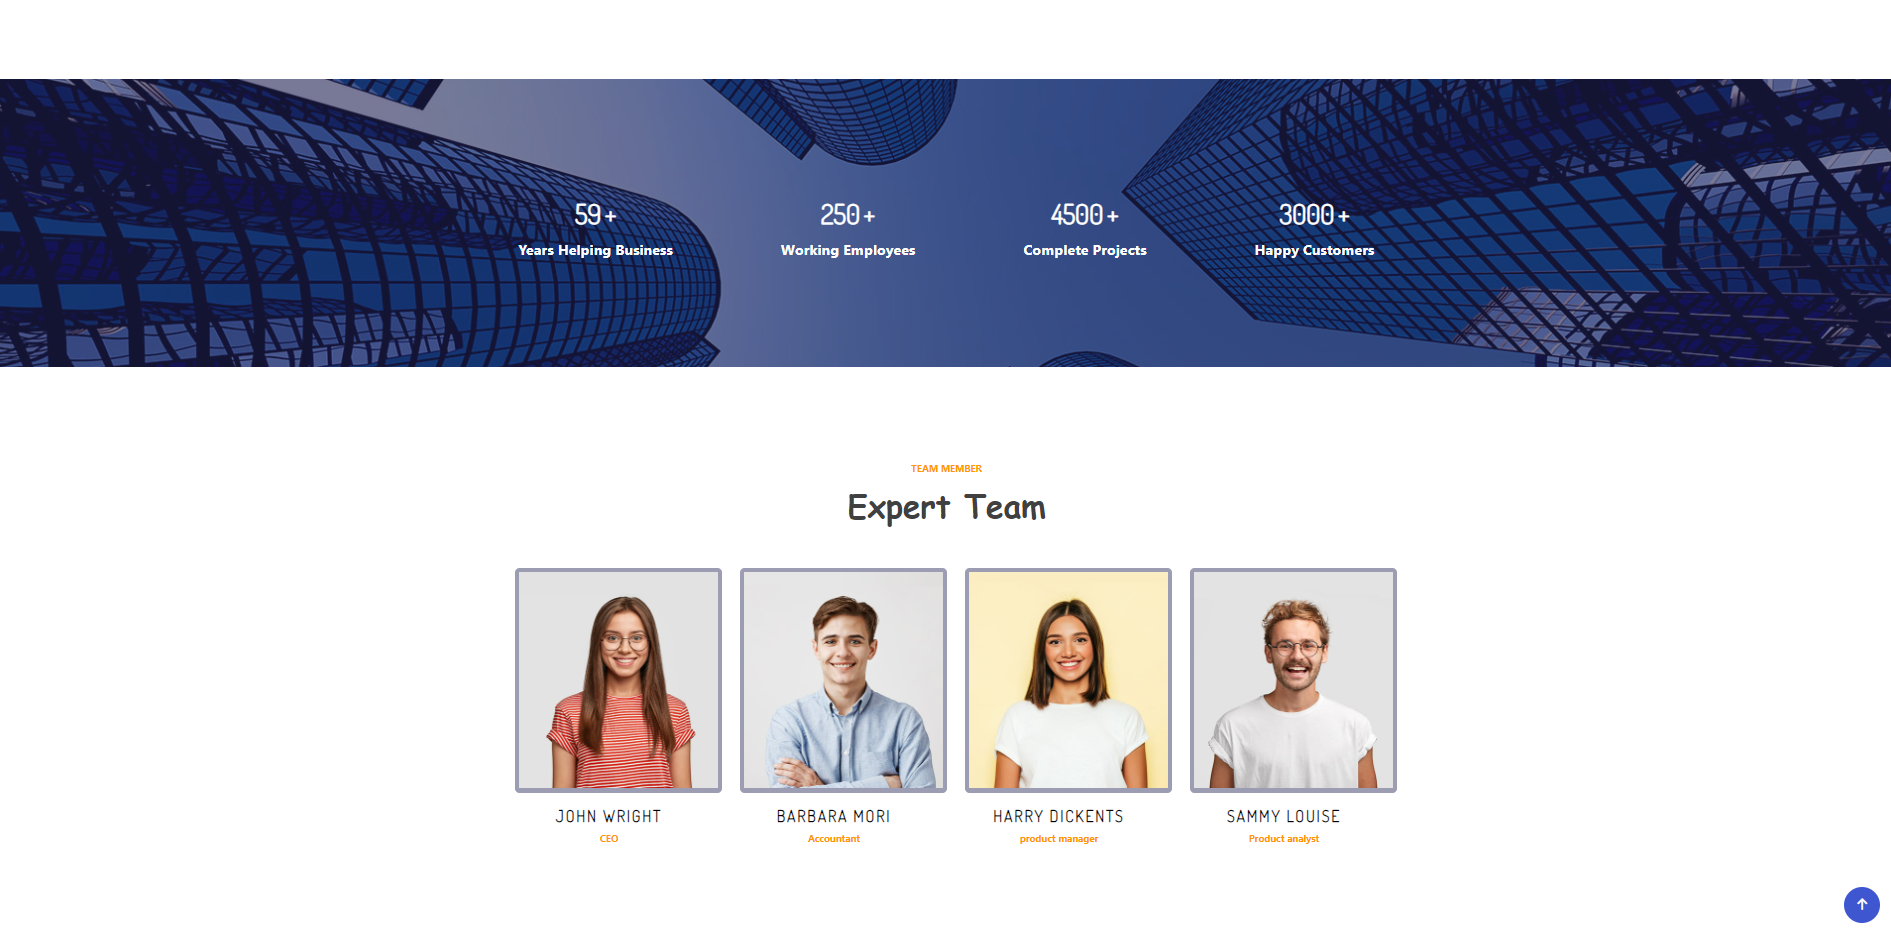 59+ 250+ 4500+ 3000+
Years Helping Business Working Employees Complete Projects Happy Customers
TEAM MEMBER
Expert Team
JOHN WRIGHT BARBARA MORI HARRY DICKENTS SAMMY LOUISE
CEO Accountant product manager Product analyst